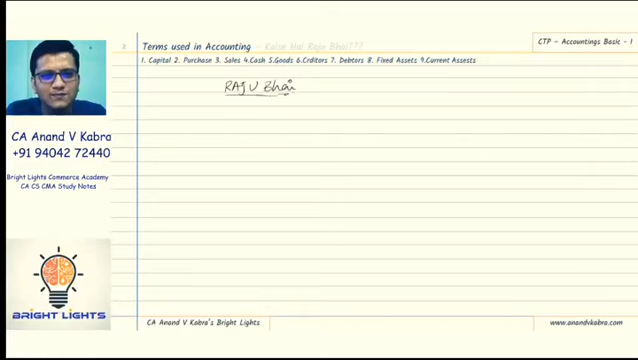 2
Terms used in Accounting – Kaise Hai Raju Bhai???
CTP – Accountings Basic – 1
1. Capital 2. Purchase 3. Sales 4.Cash 5.Goods 6.Crditors 7. Debtors 8. Fixed Assets 9.Current Assests
RAJU Bhai
CA Anand V Kabra
+91 94042 72440
Bright Lights Commerce Academy
CA CS CMA Study Notes
BRIGHT LIGHTS
CA Anand V Kabra's Bright Lights
www.anandvkabra.com